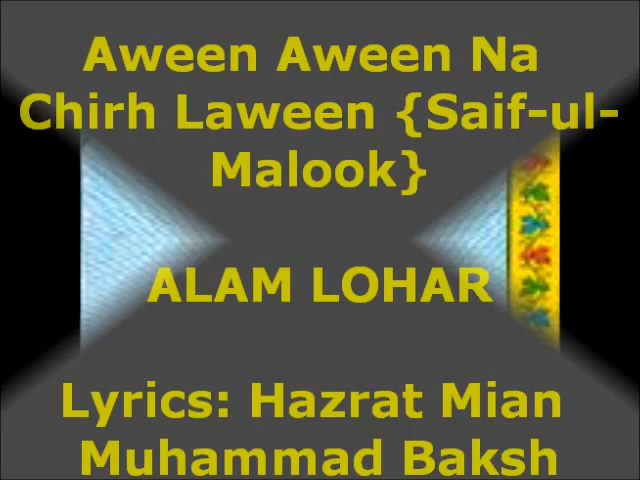 Aween Aween Na
Chirh Laween {Saif-ul-
Malook}
ALAM LOHAR
Lyrics: Hazrat Mian
Muhammad Baksh